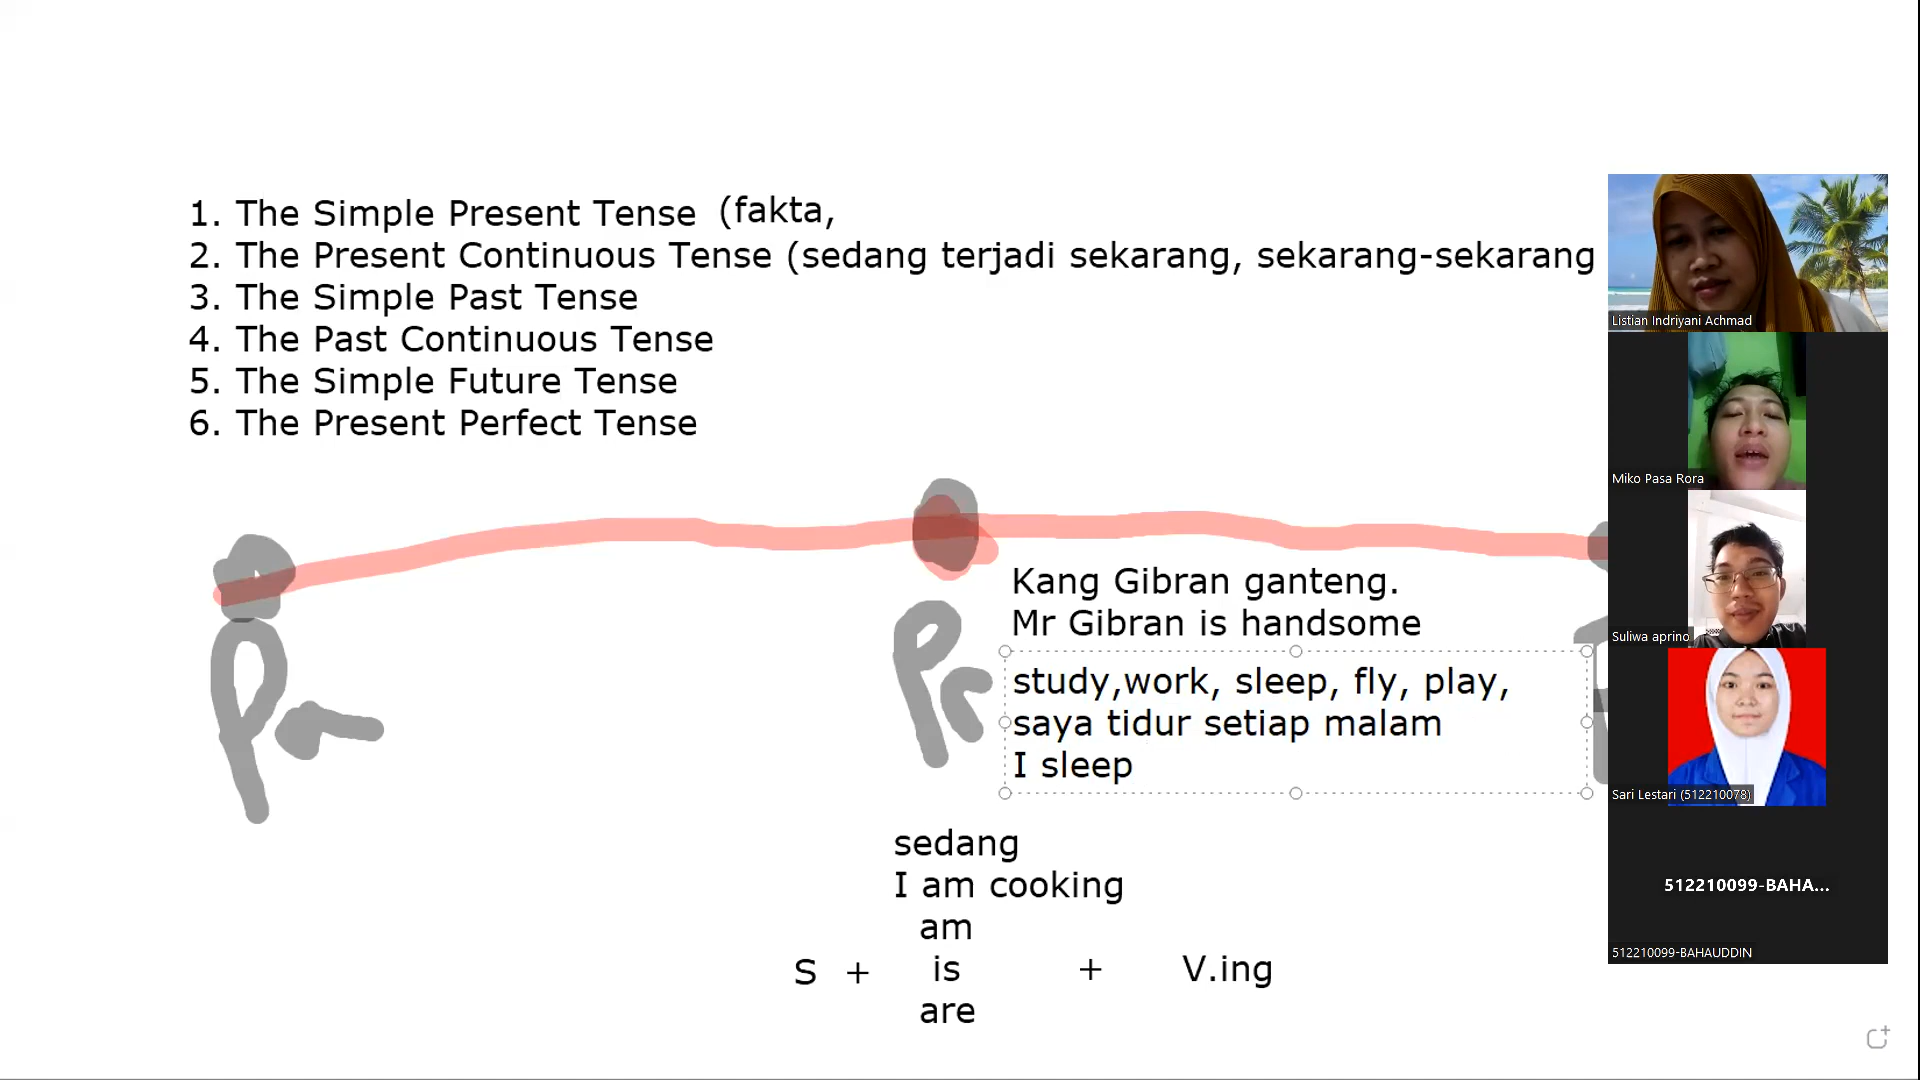 1. The Simple Present Tense (fakta,
2. The Present Continuous Tense (sedang terjadi sekarang, sekarang-sekarang
3. The Simple Past Tense
4. The Past Continuous Tense
5. The Simple Future Tense
6. The Present Perfect Tense
Pa
Pr
Kang Gibran ganteng.
Mr Gibran is handsome
study,work, sleep, fly, play,
saya tidur setiap malam
I sleep
sedang
I am cooking
am
S + is + V.ing
are
Listian Indriyani Achmad
Miko Pasa Rora
Suliwa aprino
Sari Lestari (512210078)
512210099-BAHA...
512210099-BAHAUDDIN